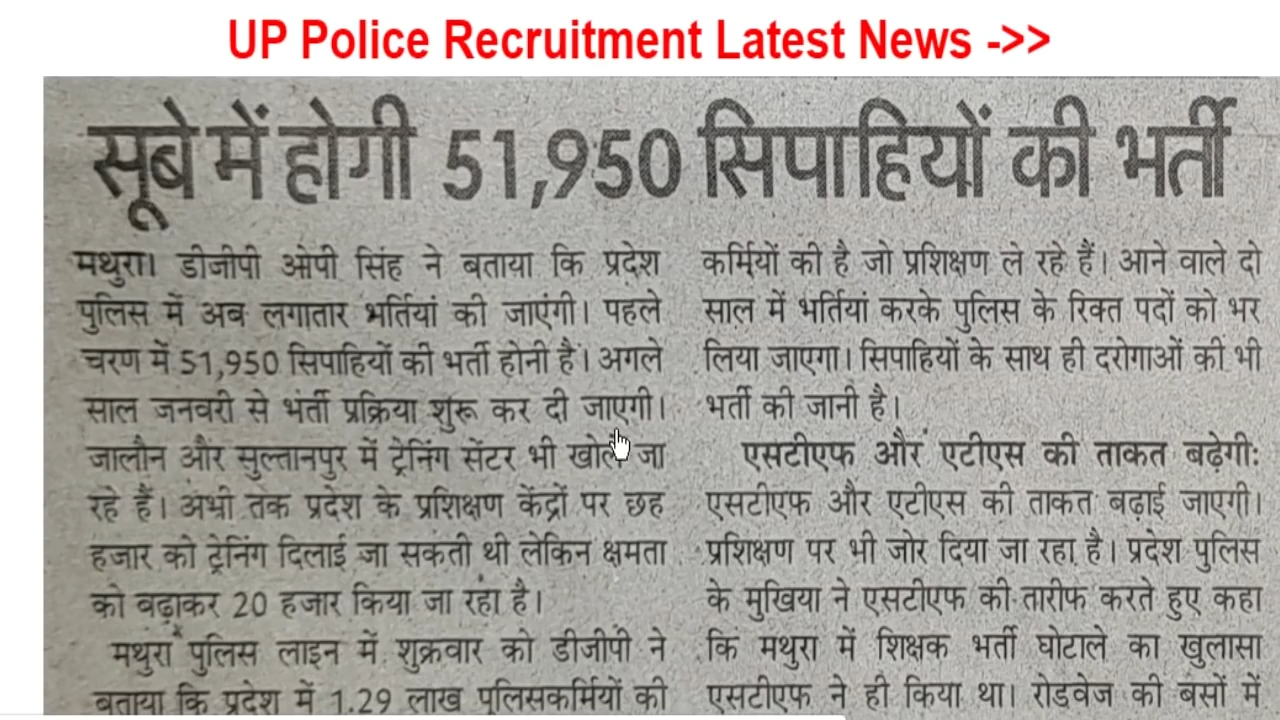 UP Police Recruitment Latest News ->>
सूबे में होगी 51,950 सिपाहियों की भर्ती
मथुरा। डीजीपी ओपी सिंह ने बताया कि प्रदेश
पुलिस में अब लगातार भर्तियां की जाएंगी। पहले
चरण में 51,950 सिपाहियों की भर्ती होनी है। अगले
साल जनवरी से भर्ती प्रक्रिया शुरू कर दी जाएगी।
जालौन और सुल्तानपुर में ट्रेनिंग सेंटर भी खोले जा
रहे हैं। अभी तक प्रदेश के प्रशिक्षण केंद्रों पर छह
हजार को ट्रेनिंग दिलाई जा सकती थी लेकिन क्षमता
को बढ़ाकर 20 हजार किया जा रहा है।
मथुरा पुलिस लाइन में शुक्रवार को डीजीपी ने
बताया कि प्रदेश में 1.29 लाख पुलिसकर्मियों की
कर्मियों की है जो प्रशिक्षण ले रहे हैं। आने वाले दो
साल में भर्तियां करके पुलिस के रिक्त पदों को भर
लिया जाएगा। सिपाहियों के साथ ही दरोगाओं की भी
भर्ती की जानी है।
एसटीएफ और एटीएस की ताकत बढ़ेगी:
एसटीएफ और एटीएस की ताकत बढ़ाई जाएगी।
प्रशिक्षण पर भी जोर दिया जा रहा है। प्रदेश पुलिस
के मुखिया ने एसटीएफ की तारीफ करते हुए कहा
कि मथुरा में शिक्षक भर्ती घोटाले का खुलासा
एसटीएफ ने ही किया था। रोडवेज की बसों में